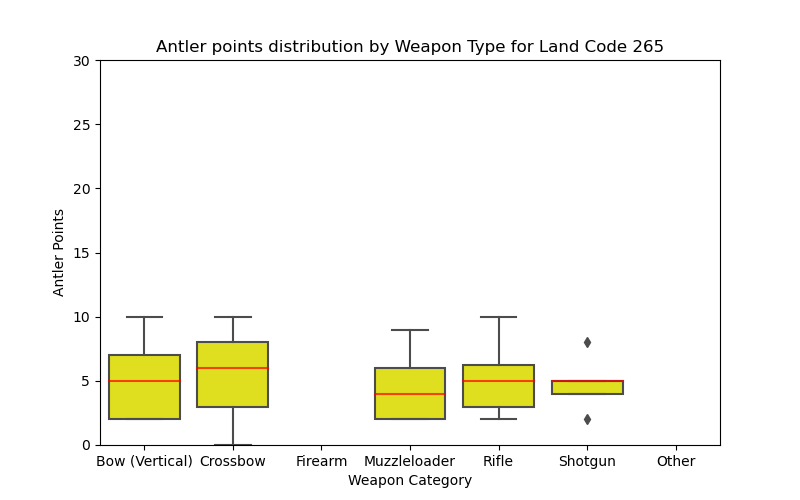 Antler points distribution by Weapon Type for Land Code 265
Antler Points
30
25
20
15
10
5
0
Bow (Vertical) Crossbow Firearm Muzzleloader Rifle Shotgun Other
Weapon Category